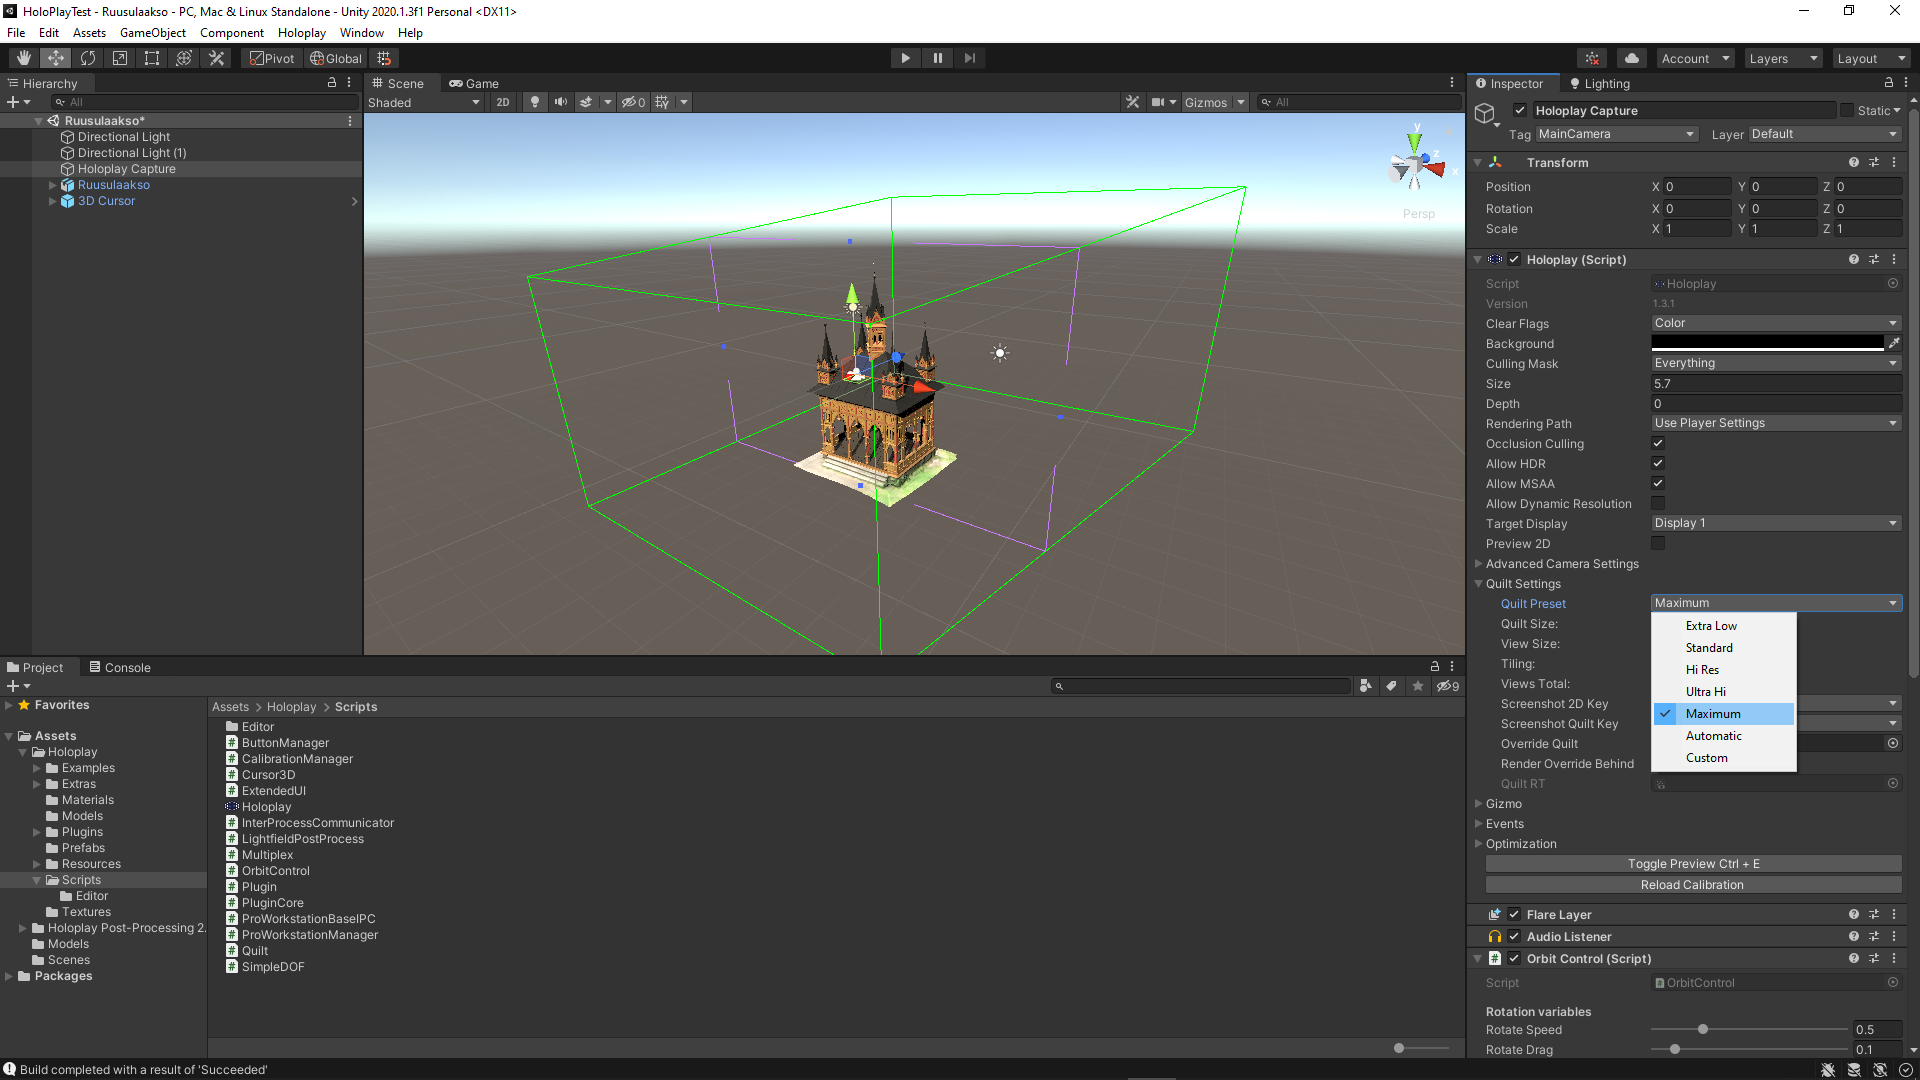 HoloPlayTest - Ruusulaakso - PC, Mac & Linux Standalone - Unity 2020.1.3f1 Personal <DX11>
File Edit Assets GameObject Component Holoplay Window Help
Pivot Global Account Layers Layout
Hierarchy
All
Ruusulaakso*
Directional Light
Directional Light (1)
Holoplay Capture
Ruusulaakso
3D Cursor
Scene Game
Shaded 2D 0 Gizmos All
y
z
x
Persp
Inspector Lighting
Holoplay Capture Static
Tag MainCamera Layer Default
Transform
Position X 0 Y 0 Z 0
Rotation X 0 Y 0 Z 0
Scale X 1 Y 1 Z 1
Holoplay (Script)
Script Holoplay
Version 1.3.1
Clear Flags Color
Background
Culling Mask Everything
Size 5.7
Depth 0
Rendering Path Use Player Settings
Occlusion Culling
Allow HDR
Allow MSAA
Allow Dynamic Resolution
Target Display Display 1
Preview 2D
Advanced Camera Settings
Quilt Settings
Quilt Preset Maximum
Quilt Size:
View Size:
Tiling:
Views Total:
Screenshot 2D Key
Screenshot Quilt Key
Override Quilt
Render Override Behind
Quilt RT
Extra Low
Standard
Hi Res
Ultra Hi
Maximum
Automatic
Custom
Gizmo
Events
Optimization
Toggle Preview Ctrl + E
Reload Calibration
Flare Layer
Audio Listener
Orbit Control (Script)
Script OrbitControl
Rotation variables
Rotate Speed 0.5
Rotate Drag 0.1
Project Console
9
Favorites
Assets
Holoplay
Examples
Extras
Materials
Models
Plugins
Prefabs
Resources
Scripts
Editor
Textures
Holoplay Post-Processing 2.
Models
Scenes
Packages
Assets > Holoplay > Scripts
Editor
ButtonManager
CalibrationManager
Cursor3D
ExtendedUI
Holoplay
InterProcessCommunicator
LightfieldPostProcess
Multiplex
OrbitControl
Plugin
PluginCore
ProWorkstationBaseIPC
ProWorkstationManager
Quilt
SimpleDOF
Build completed with a result of 'Succeeded'